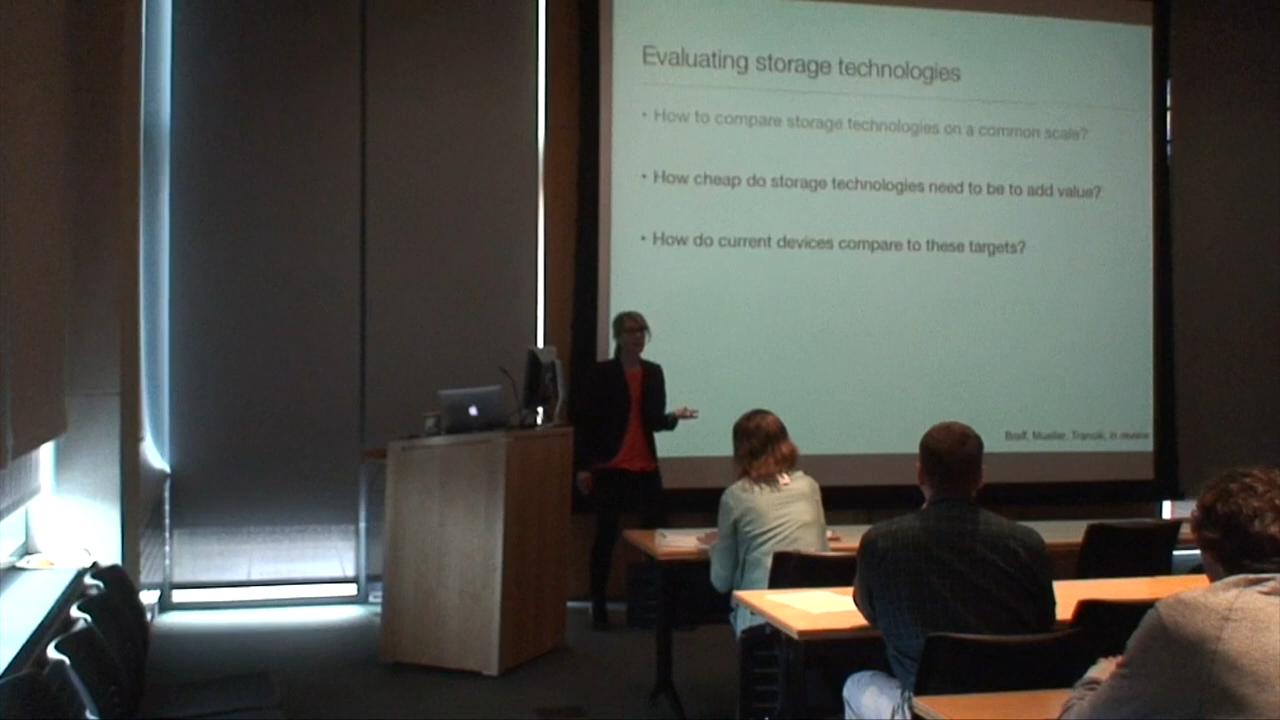 Evaluating storage technologies
• How to compare storage technologies on a common scale?
• How cheap do storage technologies need to be to add value?
• How do current devices compare to these targets?
Braff, Mueller, Trancik, in review